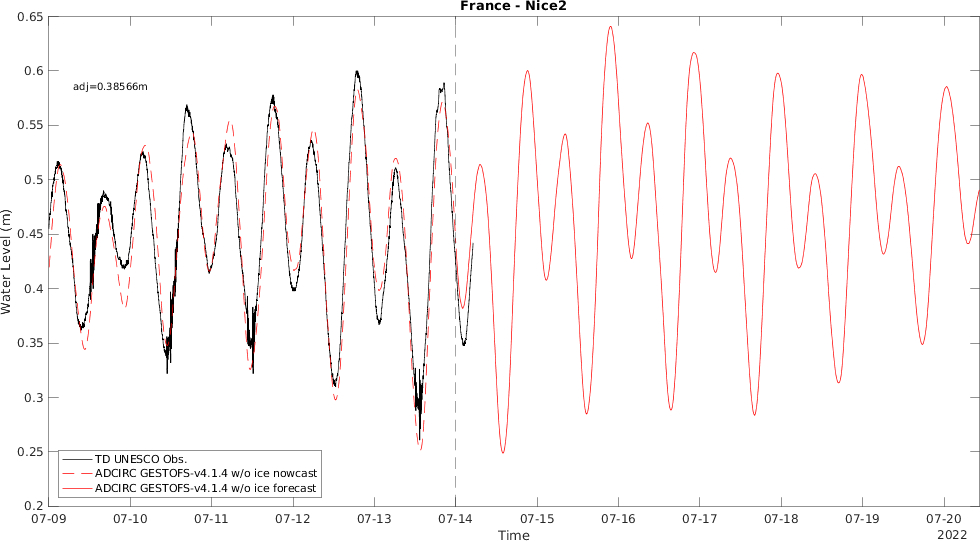 France - Nice2
adj=0.38566m
Water Level (m)
0.65
0.6
0.55
0.5
0.45
0.4
0.35
0.3
0.25
0.2
TD UNESCO Obs.
ADCIRC GESTOFS-v4.1.4 w/o ice nowcast
ADCIRC GESTOFS-v4.1.4 w/o ice forecast
07-09 07-10 07-11 07-12 07-13 07-14 07-15 07-16 07-17 07-18 07-19 07-20
Time
2022